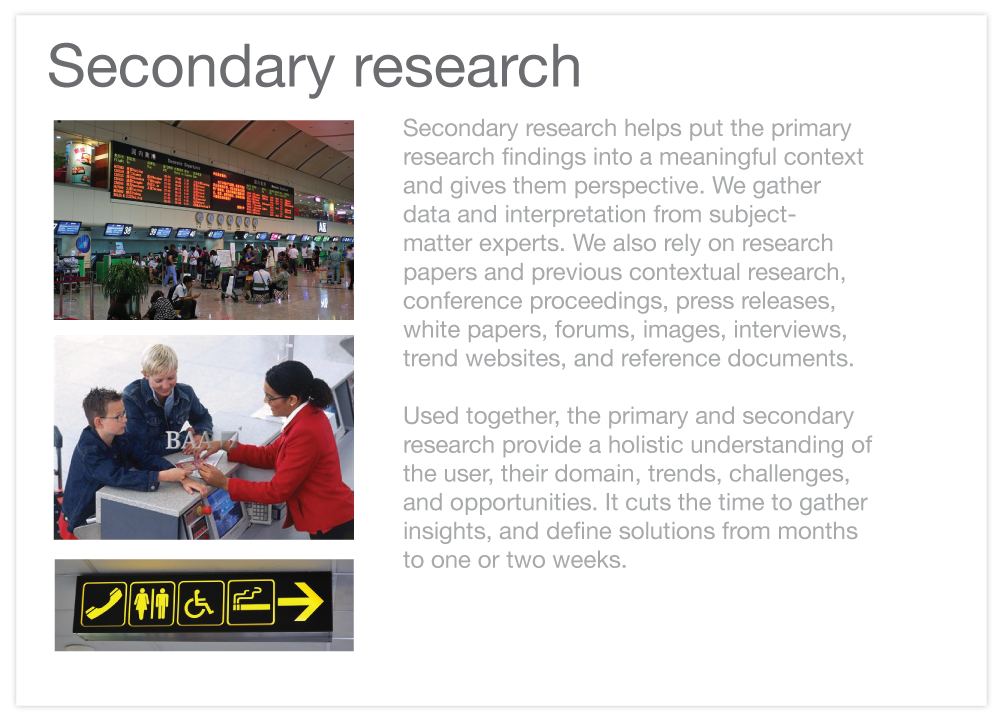 Secondary research
Secondary research helps put the primary
research findings into a meaningful context
and gives them perspective. We gather
data and interpretation from subject-
matter experts. We also rely on research
papers and previous contextual research,
conference proceedings, press releases,
white papers, forums, images, interviews,
trend websites, and reference documents.
Used together, the primary and secondary
research provide a holistic understanding of
the user, their domain, trends, challenges,
and opportunities. It cuts the time to gather
insights, and define solutions from months
to one or two weeks.
BAA